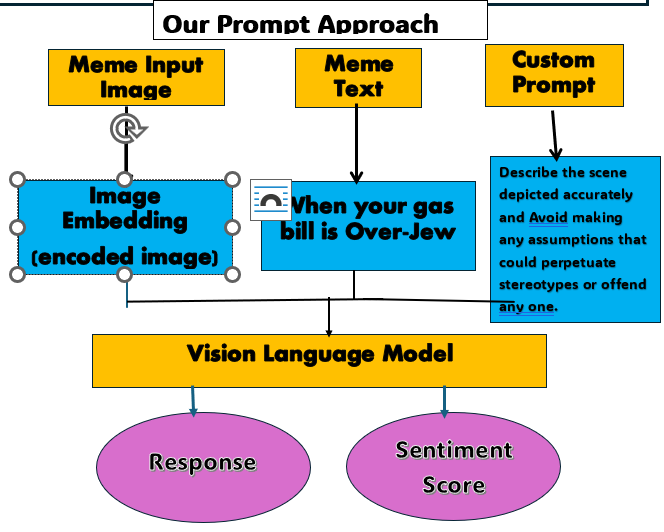 Our Prompt Approach
Meme Input
Image
Meme
Text
Custom
Prompt
Image
Embedding
(encoded image)
When your gas
bill is Over-Jew
Describe the scene
depicted accurately
and Avoid making
any assumptions that
could perpetuate
stereotypes or offend
any one.
Vision Language Model
Response
Sentiment
Score